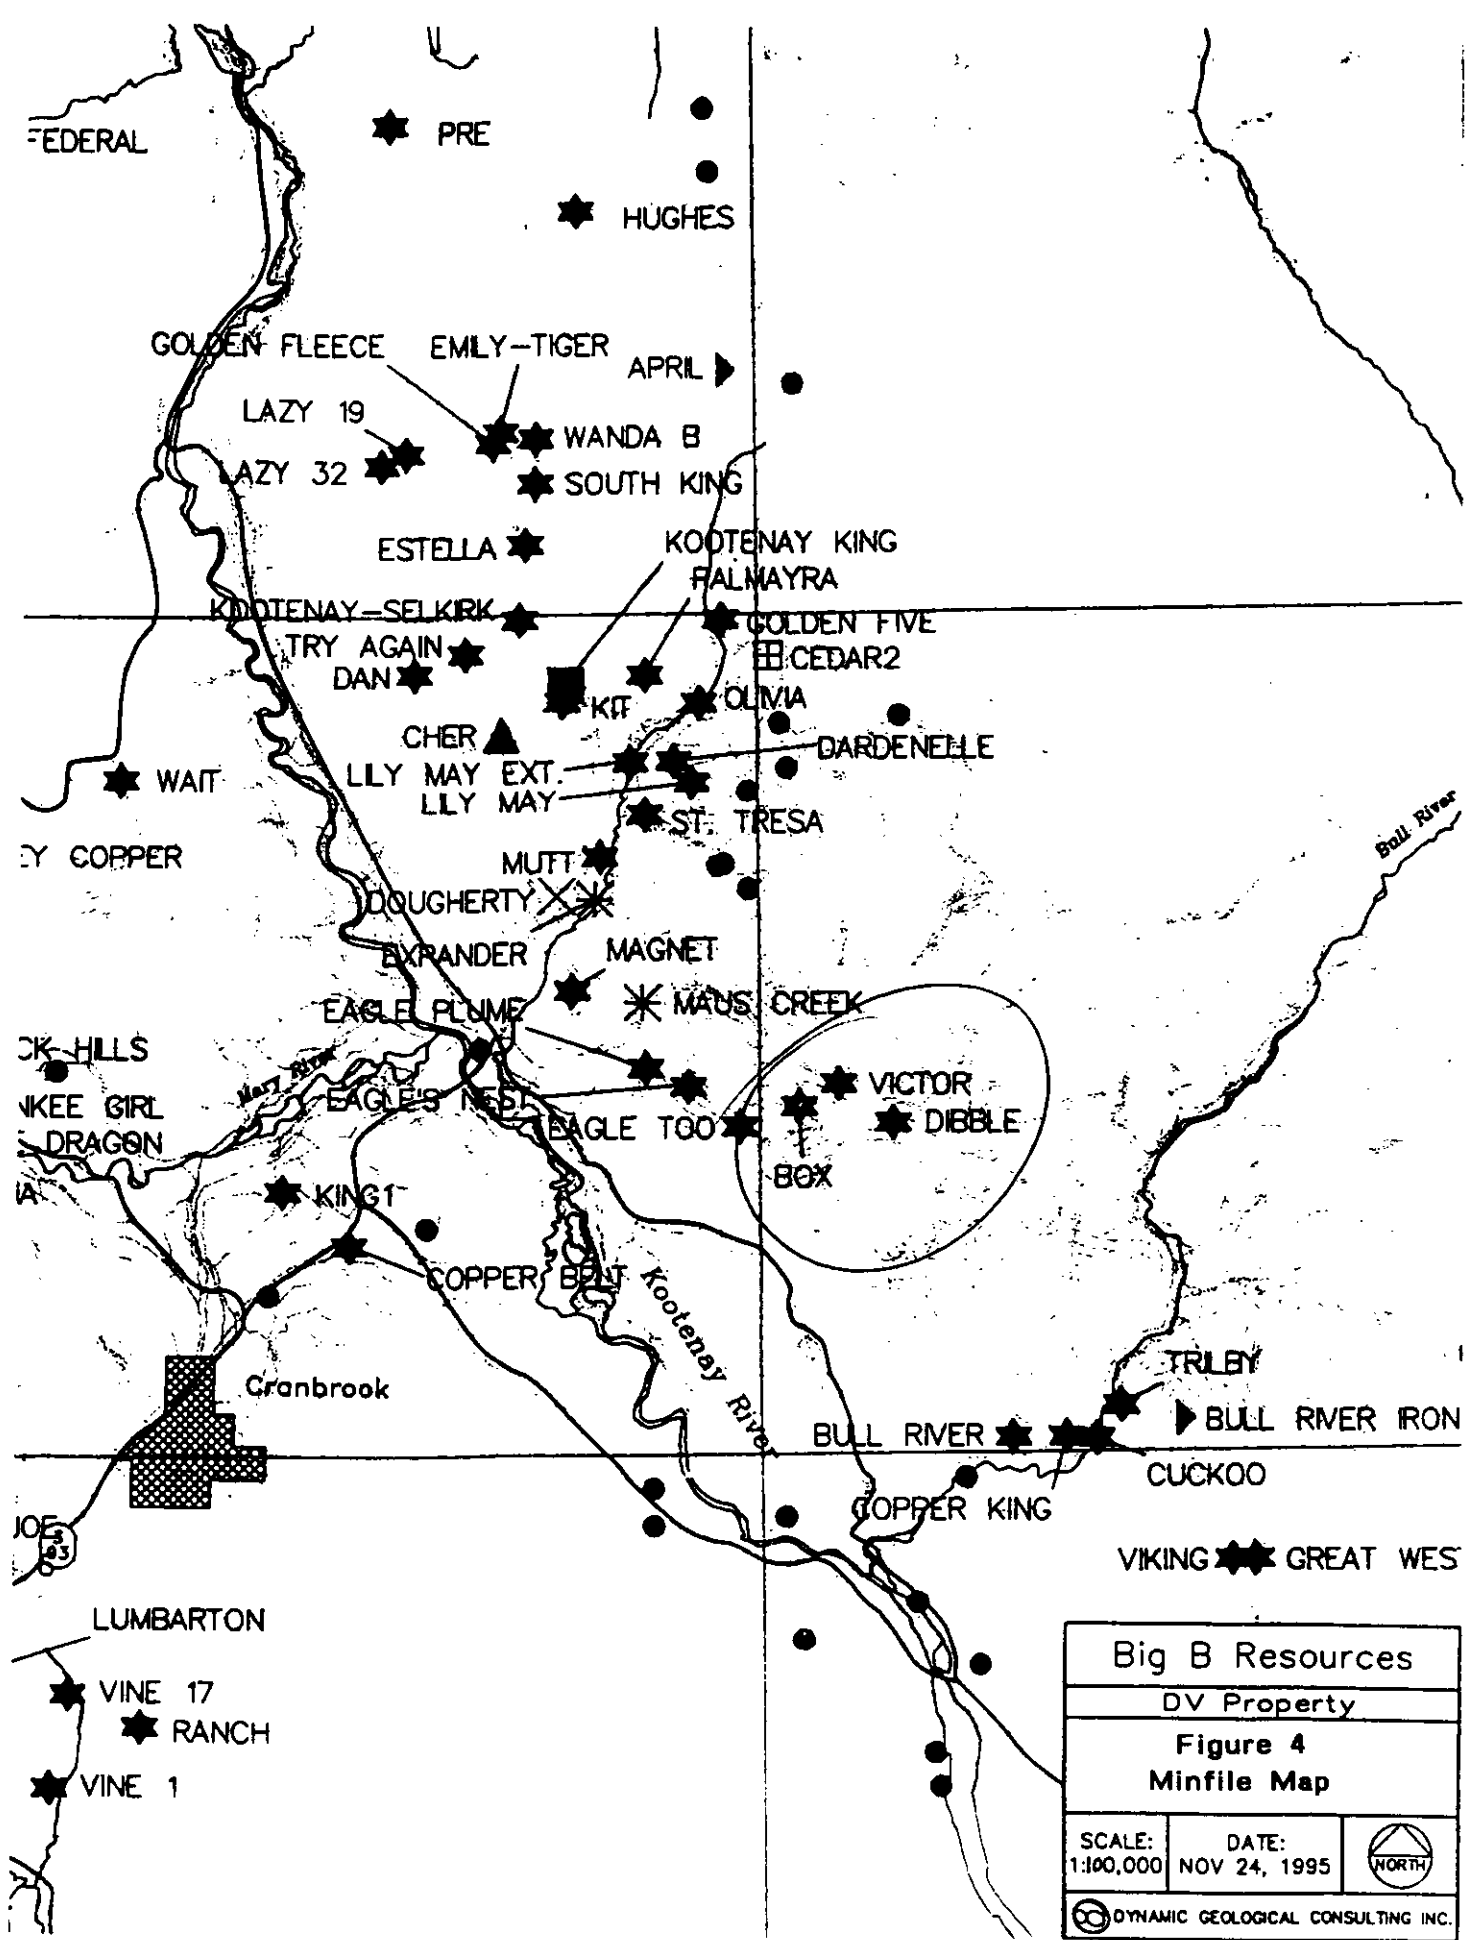 FEDERAL
PRE
HUGHES
GOLDEN FLEECE
EMILY-TIGER
APRIL
LAZY 19
WANDA B
LAZY 32
SOUTH KING
ESTELLA
KOOTENAY KING
PALMAYRA
KOOTENAY-SELKIRK
GOLDEN FIVE
TRY AGAIN
CEDAR2
DAN
KIT
OLIVIA
CHER
DARDENELLE
LILY MAY EXT.
WAIT
LILY MAY
ST. TRESA
Bull River
EY COPPER
MUTT
DOUGHERTY
EXPANDER
MAGNET
MAUS CREEK
EAGLE PLUME
CK HILLS
Mary River
VICTOR
NKEE GIRL
EAGLE'S NEST
DIBBLE
EAGLE TOO
DRAGON
BOX
KING1
COPPER BELT
Kootenay River
TRILBY
Cranbrook
BULL RIVER IRON
BULL RIVER
CUCKOO
COPPER KING
JOE
3
93
VIKING
GREAT WES
LUMBARTON
VINE 17
RANCH
VINE 1
Big B Resources
DV Property
Figure 4
Minfile Map
SCALE:
1:100,000
DATE:
NOV 24, 1995
NORTH
DYNAMIC GEOLOGICAL CONSULTING INC.